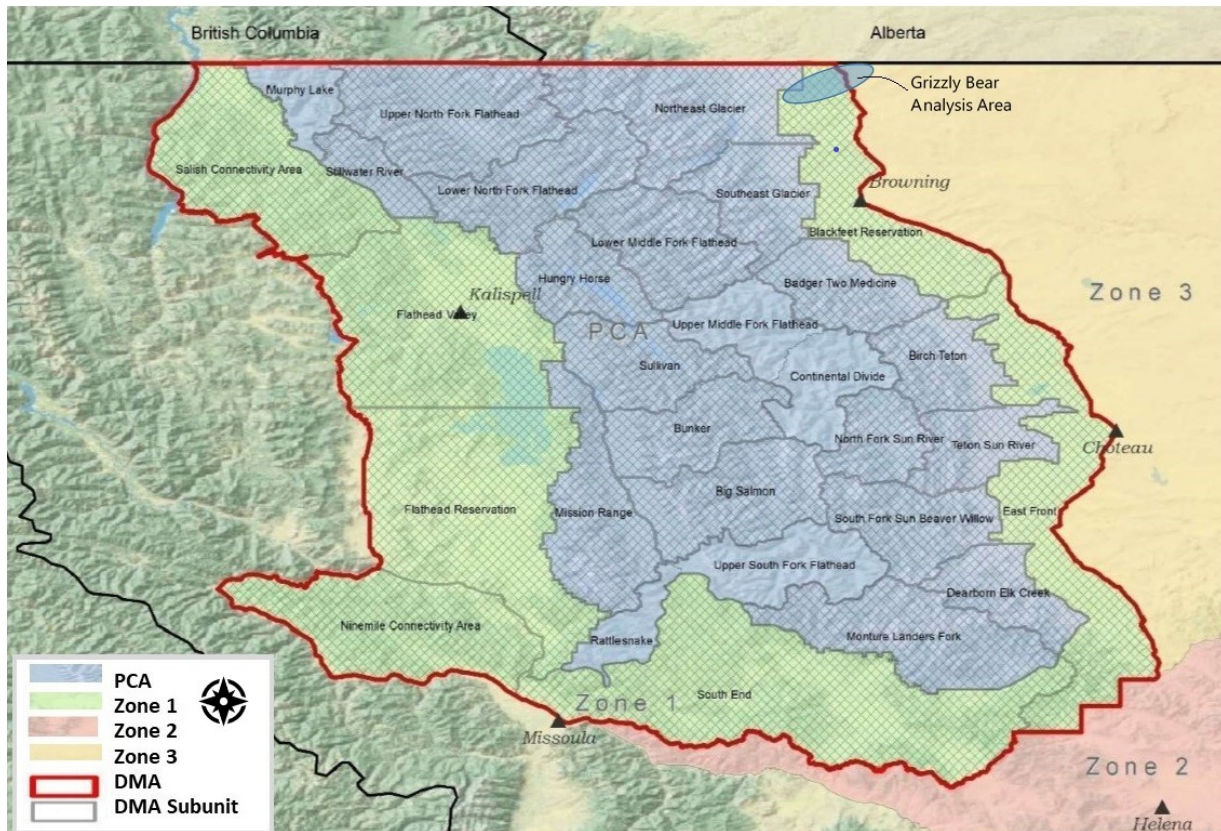 British Columbia
Alberta
Grizzly Bear
Analysis Area
Murphy Lake
Upper North Fork Flathead
Northeast Glacier
Salish Connectivity Area
Stillwater River
Lower North Fork Flathead
Southeast Glacier
Browning
Blackfeet Reservation
Lower Middle Fork Flathead
Hungry Horse
Badger Two Medicine
Zone 3
Kalispell
Flathead Valley
PCA
Upper Middle Fork Flathead
Birch Teton
Sullivan
Continental Divide
Bunker
North Fork Sun River
Teton Sun River
Choteau
Big Salmon
Flathead Reservation
Mission Range
South Fork Sun Beaver Willow
East Front
Upper South Fork Flathead
Dearborn Elk Creek
Ninemile Connectivity Area
Rattlesnake
Monture Landers Fork
South End
Zone 1
Missoula
Zone 2
Helena
PCA
Zone 1
Zone 2
Zone 3
DMA
DMA Subunit